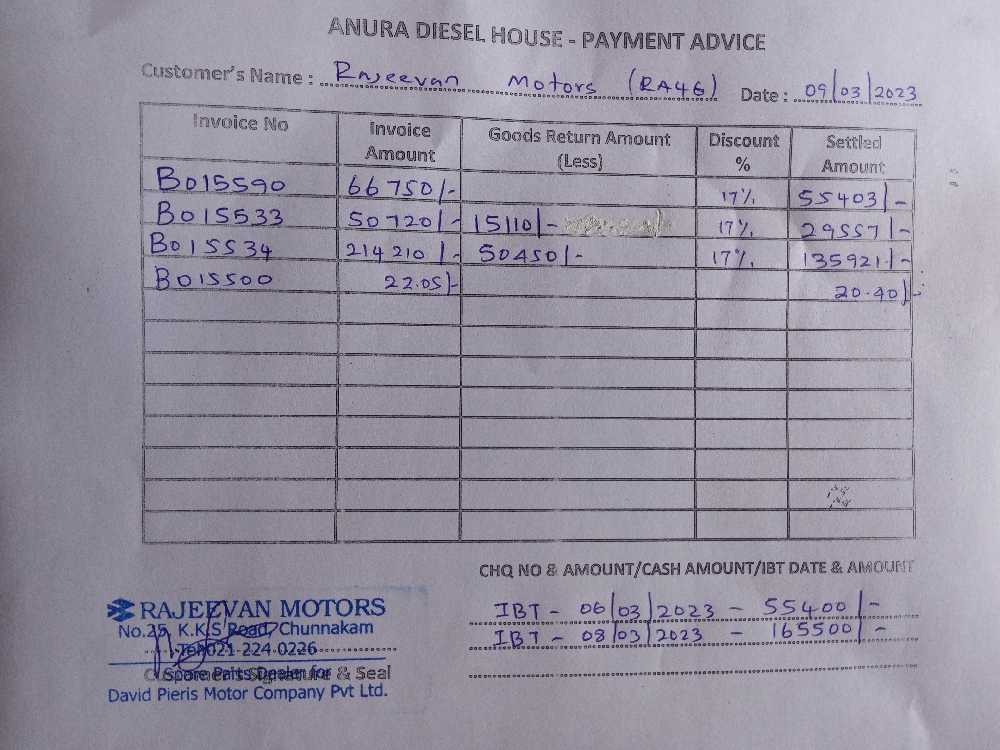 ANURA DIESEL HOUSE - PAYMENT ADVICE
Customer's Name : Rajeevan Motors (RA46) Date : 09/03/2023
Invoice No Invoice Amount Goods Return Amount (Less) Discount % Settled Amount
B015590 66750/- 17% 55403/-
B015533 50720/- 15110/- 17% 29557/-
B015534 214210/- 50450/- 17% 135921/-
B015500 22.05/- 20.40/-
CHQ NO & AMOUNT/CASH AMOUNT/IBT DATE & AMOUNT
IBT - 06/03/2023 - 55400/-
IBT - 08/03/2023 - 165500/-
RAJEEVAN MOTORS
No.25, K.K.S Road, Chunnakam
Tel:021-224-0226
Spare Parts Dealer for
& Seal
David Pieris Motor Company Pvt Ltd.